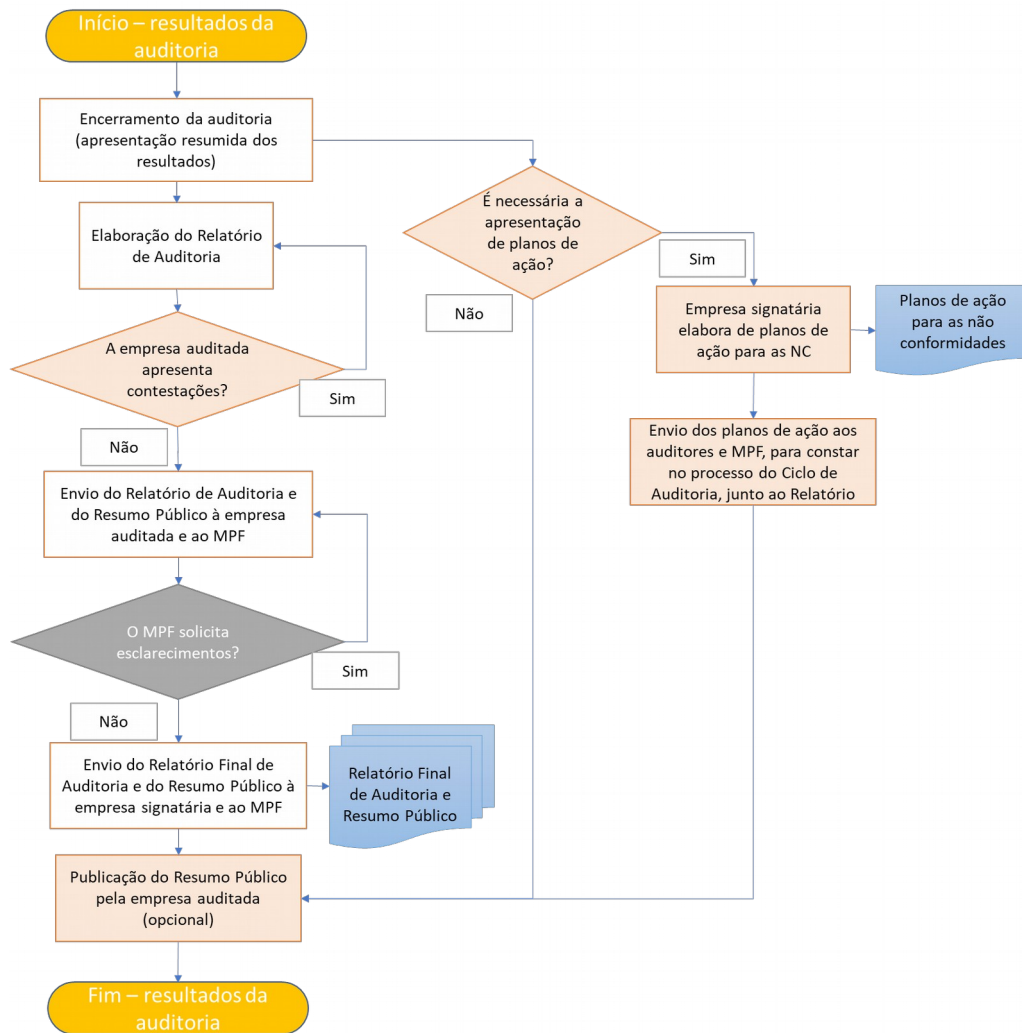 Início – resultados da
auditoria
Encerramento da auditoria
(apresentação resumida dos
resultados)
É necessária a
apresentação
de planos de
ação?
Elaboração do Relatório
de Auditoria
Sim
Não
Empresa signatária
elabora de planos de
ação para as NC
Planos de ação
para as não
conformidades
A empresa auditada
apresenta
contestações?
Sim
Não
Envio dos planos de ação aos
auditores e MPF, para constar
no processo do Ciclo de
Auditoria, junto ao Relatório
Envio do Relatório de Auditoria e
do Resumo Público à empresa
auditada e ao MPF
O MPF solicita
esclarecimentos?
Sim
Não
Envio do Relatório Final de
Auditoria e do Resumo Público à
empresa signatária e ao MPF
Relatório Final
de Auditoria e
Resumo Público
Publicação do Resumo Público
pela empresa auditada
(opcional)
Fim – resultados da
auditoria